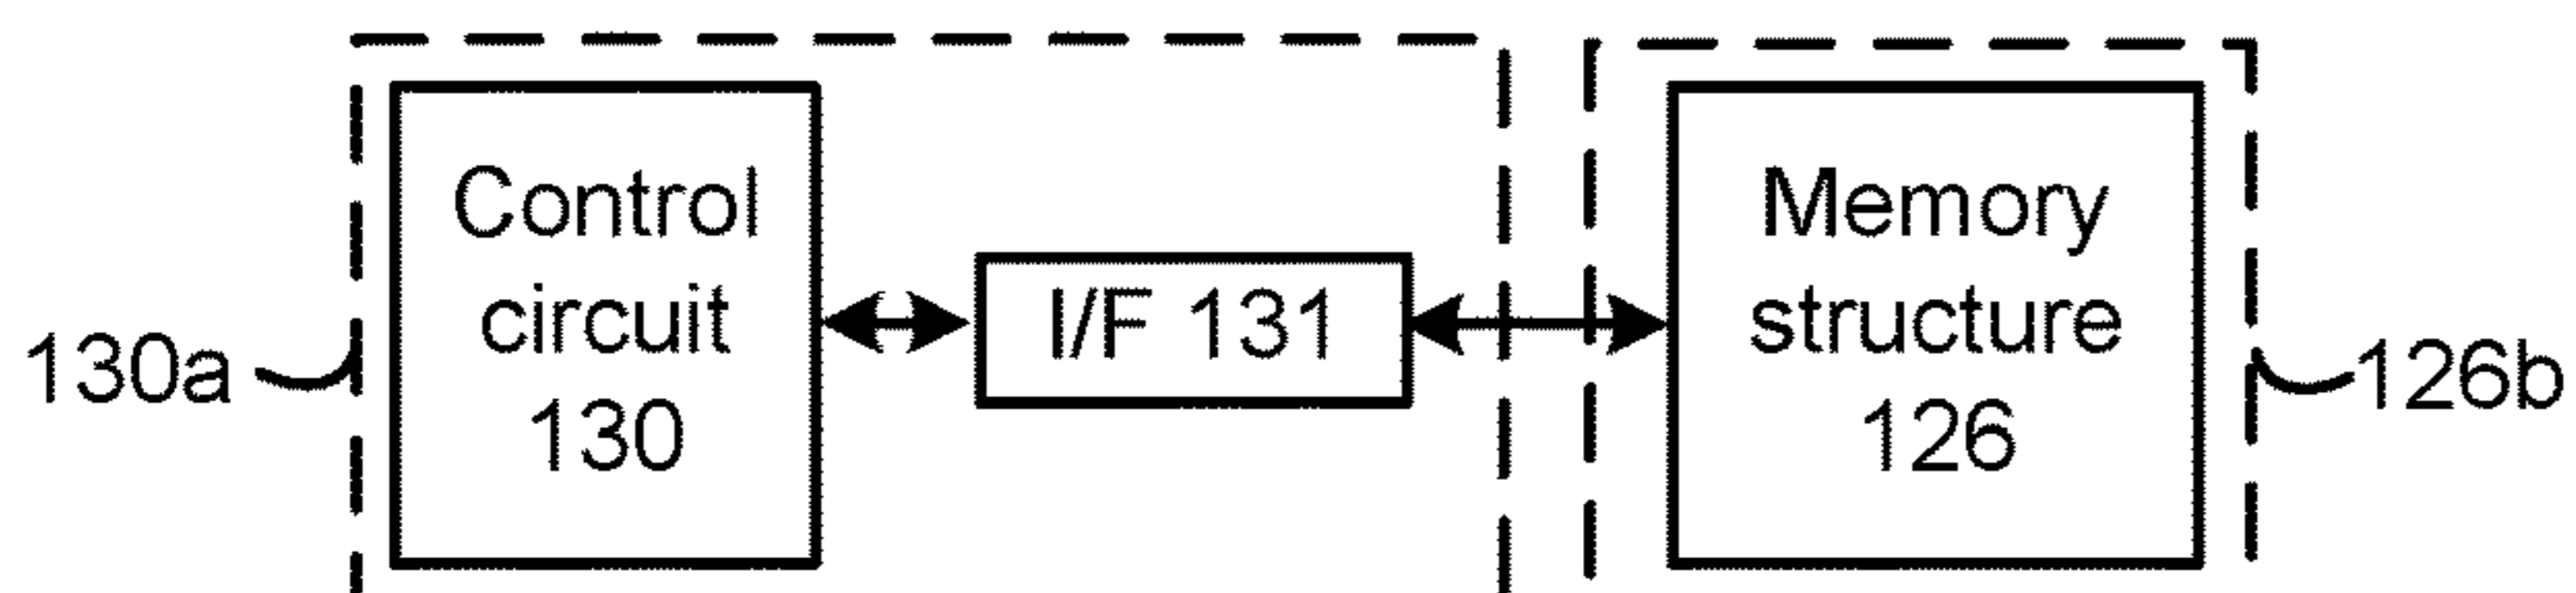 Control
circuit
130
I/F 131
Memory
structure
126
130a
126b